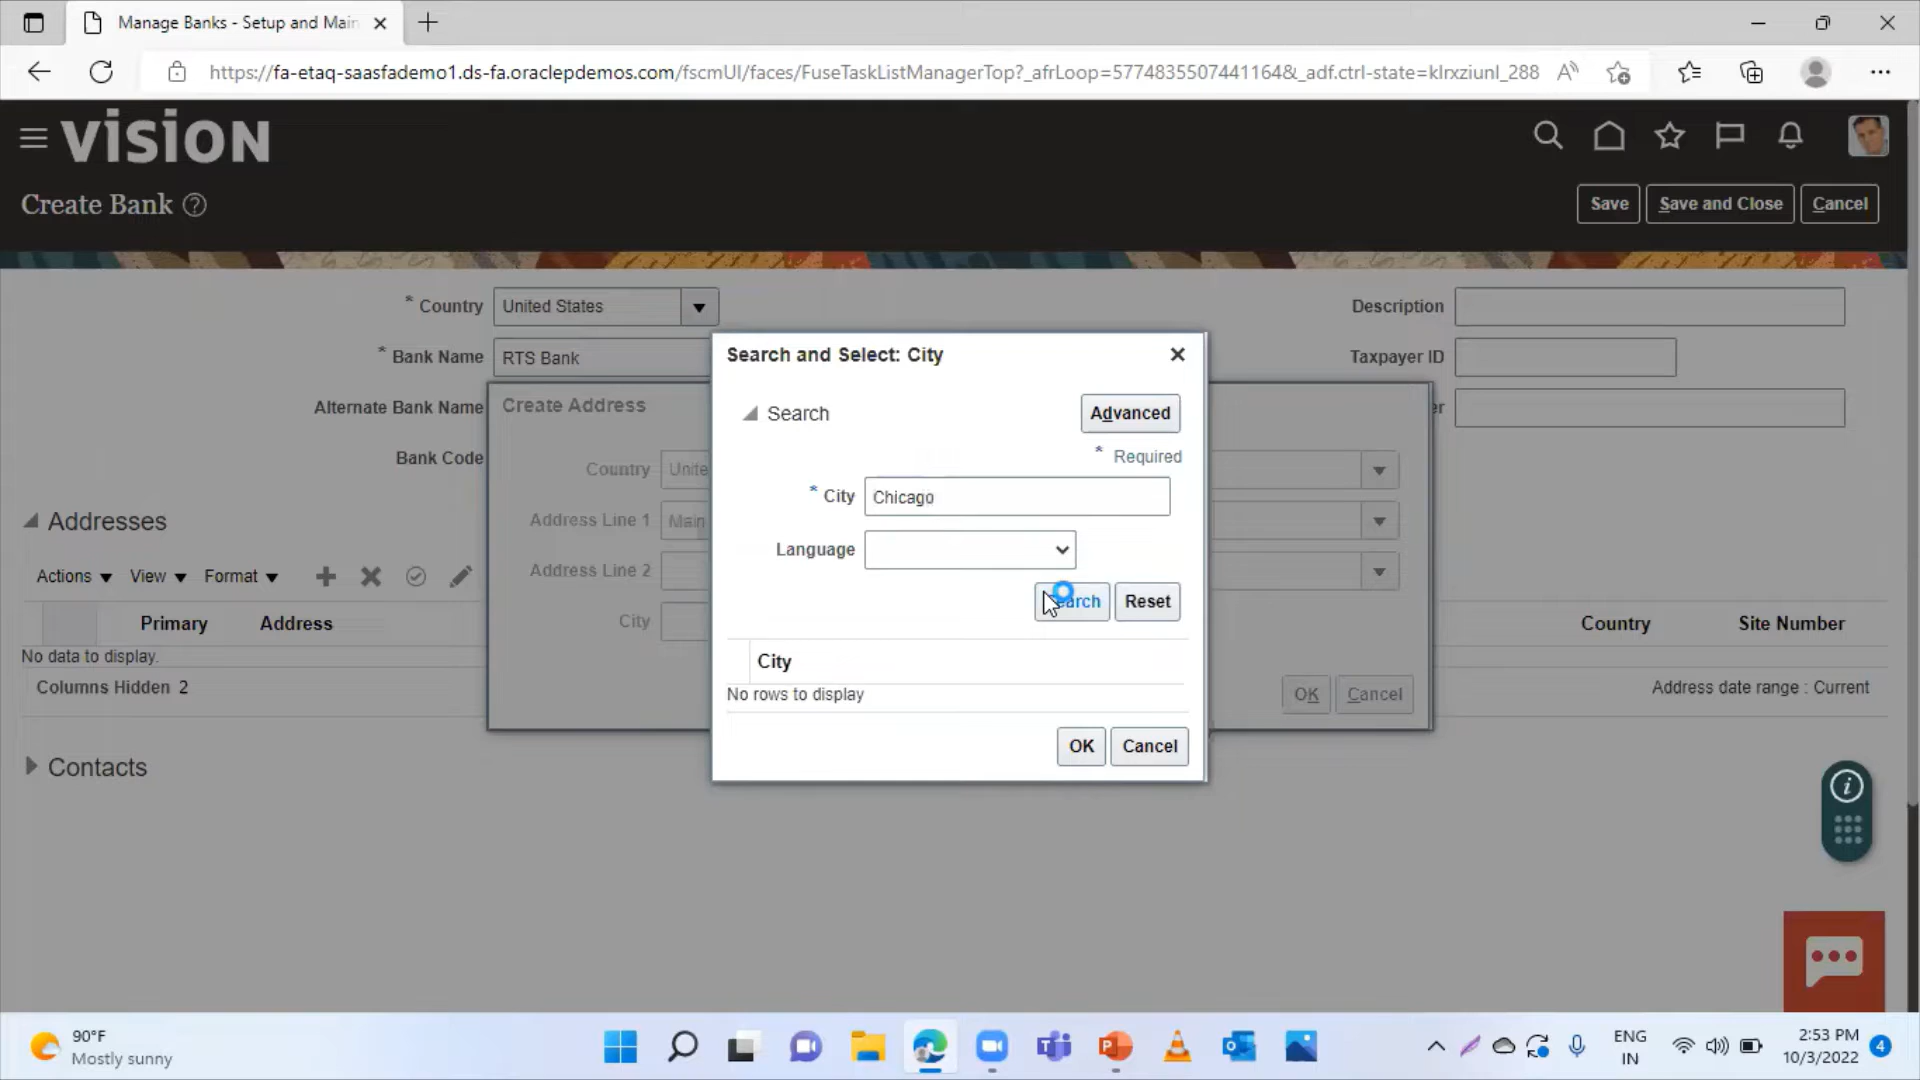 Manage Banks - Setup and Main
https://fa-etaq-saasfademo1.ds-fa.oraclepdemos.com/fscmUI/faces/FuseTaskListManagerTop?_afrLoop=5774835507441164&_adf.ctrl-state=klrxziunl_288
VISION
Create Bank
Save
Save and Close
Cancel
* Country
United States
Description
* Bank Name
RTS Bank
Taxpayer ID
Alternate Bank Name
er
Bank Code
Create Address
Country
Unite
Address Line 1
Main
Address Line 2
City
OK
Cancel
Search and Select: City
Search
Advanced
* Required
* City
Chicago
Language
Search
Reset
City
No rows to display
OK
Cancel
Addresses
Actions
View
Format
Primary
Address
Country
Site Number
No data to display.
Columns Hidden 2
Address date range : Current
Contacts
90°F
Mostly sunny
ENG
IN
2:53 PM
10/3/2022
4